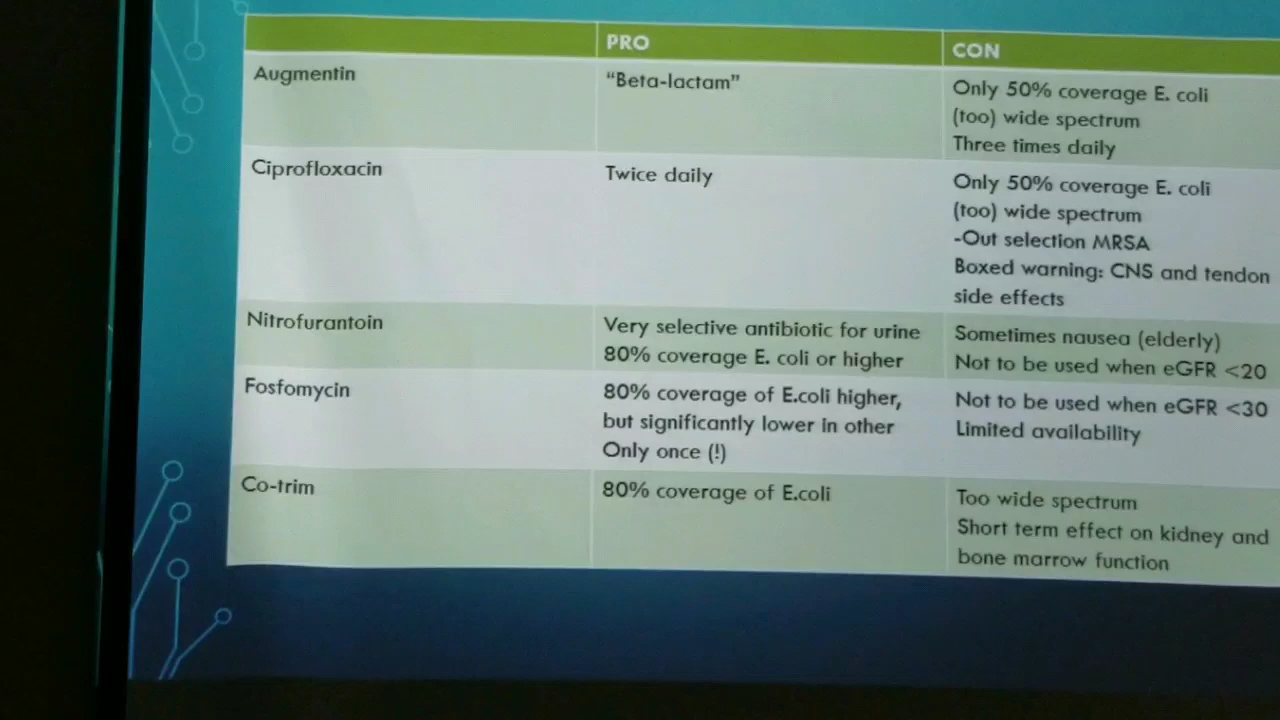 PRO
CON
Augmentin
"Beta-lactam"
Only 50% coverage E. coli
(too) wide spectrum
Three times daily
Ciprofloxacin
Twice daily
Only 50% coverage E. coli
(too) wide spectrum
-Out selection MRSA
Boxed warning: CNS and tendon
side effects
Nitrofurantoin
Very selective antibiotic for urine
80% coverage E. coli or higher
Sometimes nausea (elderly)
Not to be used when eGFR <20
Fosfomycin
80% coverage of E.coli higher,
but significantly lower in other
Only once (!)
Not to be used when eGFR <30
Limited availability
Co-trim
80% coverage of E.coli
Too wide spectrum
Short term effect on kidney and
bone marrow function